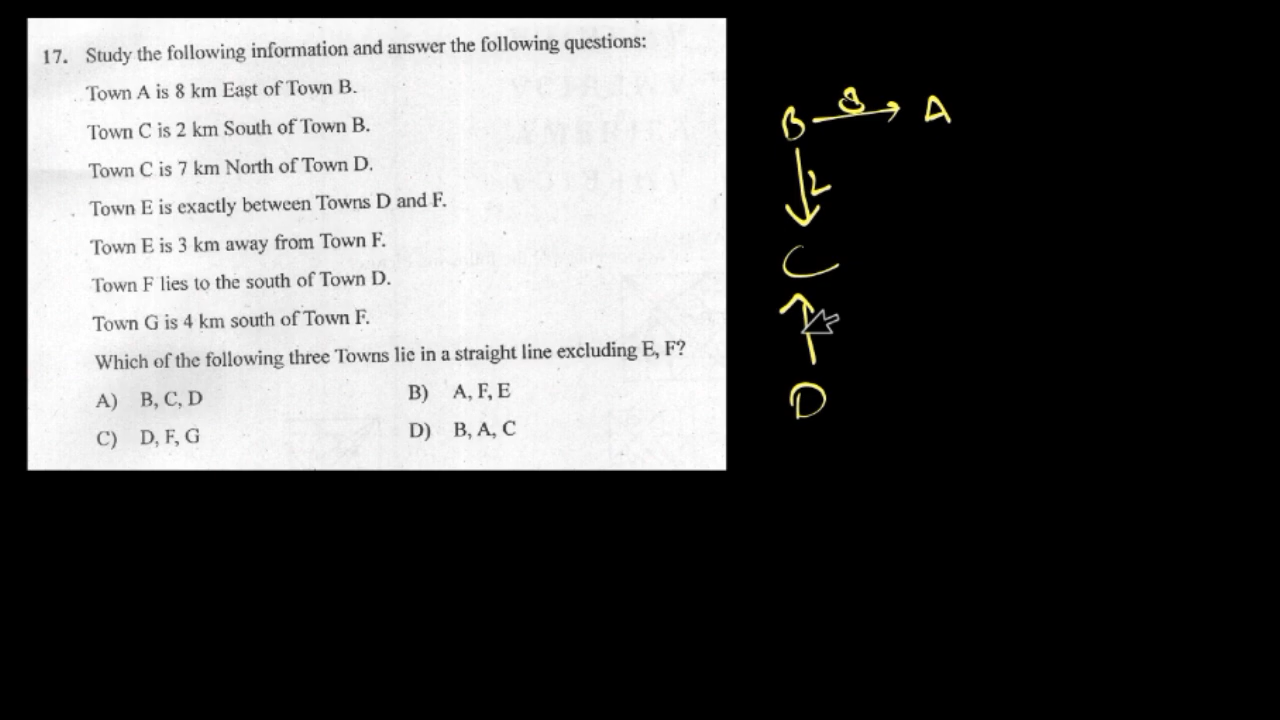 17. Study the following information and answer the following questions:
Town A is 8 km East of Town B.
Town C is 2 km South of Town B.
Town C is 7 km North of Town D.
Town E is exactly between Towns D and F.
Town E is 3 km away from Town F.
Town F lies to the south of Town D.
Town G is 4 km south of Town F.
Which of the following three Towns lie in a straight line excluding E, F?
A) B, C, D B) A, F, E
C) D, F, G D) B, A, C
B 8 A
2
C
D